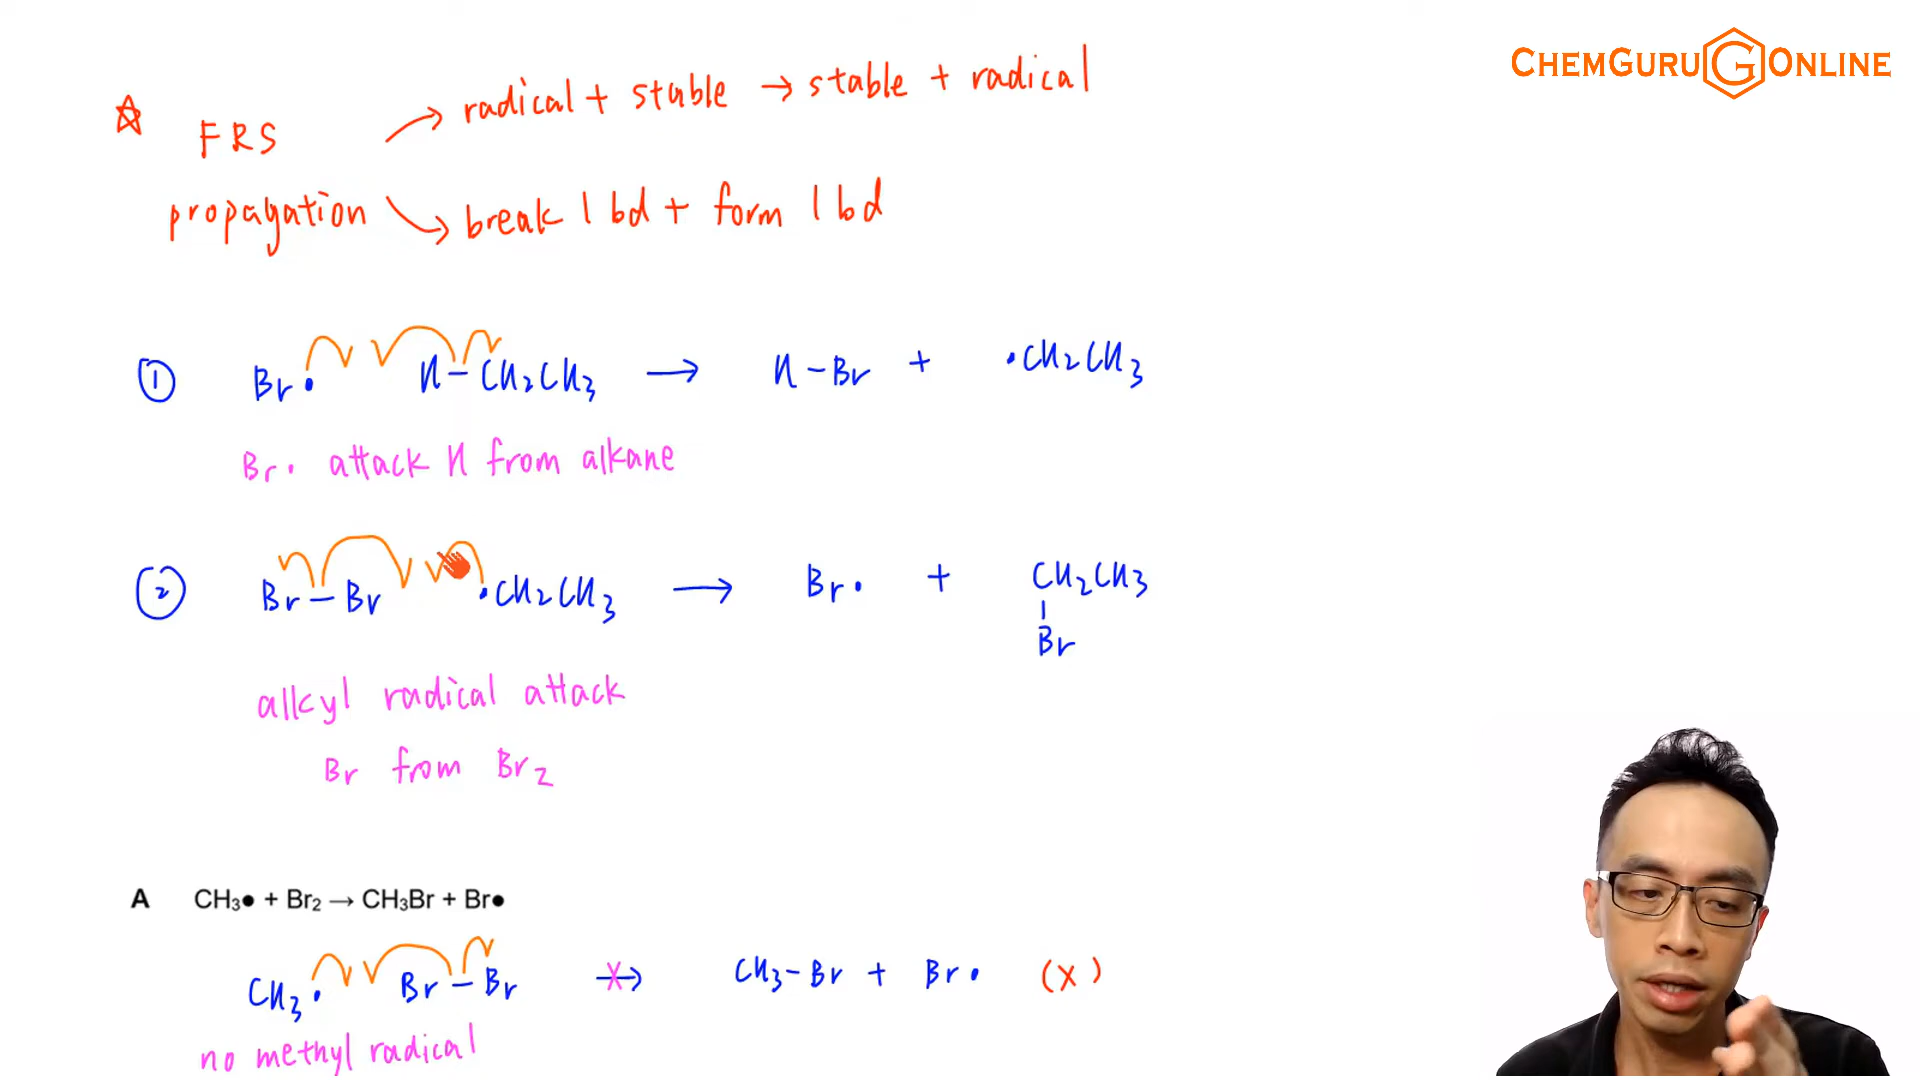 CHEMGURU G ONLINE
☆ FRS propagation
→ radical + stable → stable + radical
→ break 1 bd + form 1 bd
① Br• H–CH₂CH₃ → H–Br + •CH₂CH₃
Br• attack H from alkane
② Br–Br •CH₂CH₃ → Br• + CH₂CH₃
Br
alkyl radical attack
Br from Br₂
A CH₃● + Br₂ → CH₃Br + Br●
CH₃• Br–Br → CH₃–Br + Br• (X)
no methyl radical